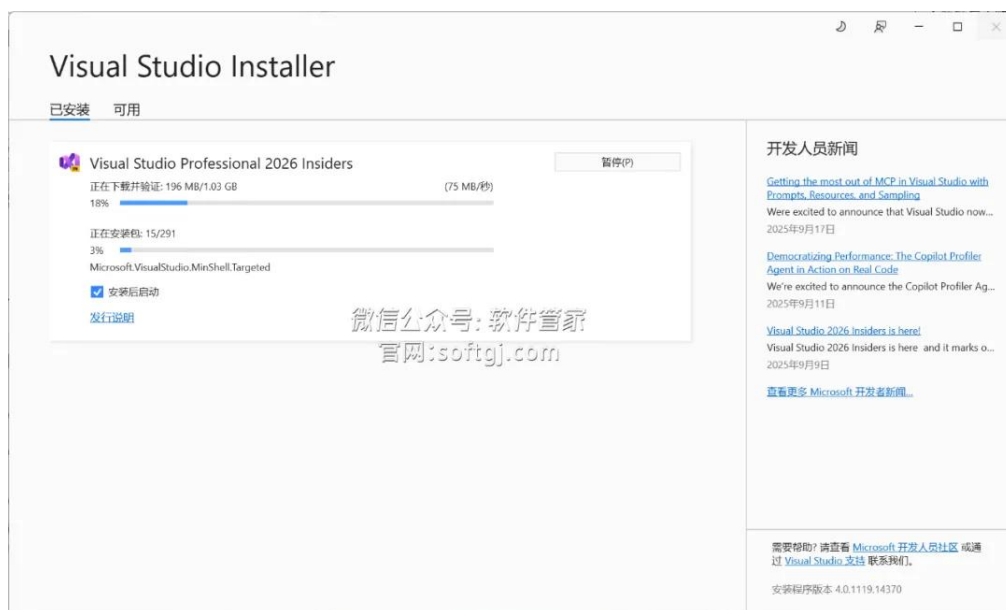 Visual Studio Installer
已安装 可用
Visual Studio Professional 2026 Insiders
暂停(P)
正在下载并验证: 196 MB/1.03 GB (75 MB/秒)
18%
正在安装包: 15/291
3%
Microsoft.VisualStudio.MinShell.Targeted
安装后启动
发行说明
微信公众号:软件管家
官网:softgj.com
开发人员新闻
Getting the most out of MCP in Visual Studio with
Prompts, Resources, and Sampling
Were excited to announce that Visual Studio now...
2025年9月17日
Democratizing Performance: The Copilot Profiler
Agent in Action on Real Code
We're excited to announce the Copilot Profiler Ag...
2025年9月11日
Visual Studio 2026 Insiders is here!
Visual Studio 2026 Insiders is here and it marks o...
2025年9月9日
查看更多 Microsoft 开发者新闻...
需要帮助? 请查看 Microsoft 开发人员社区 或通
过 Visual Studio 支持 联系我们。
安装程序版本 4.0.1119.14370